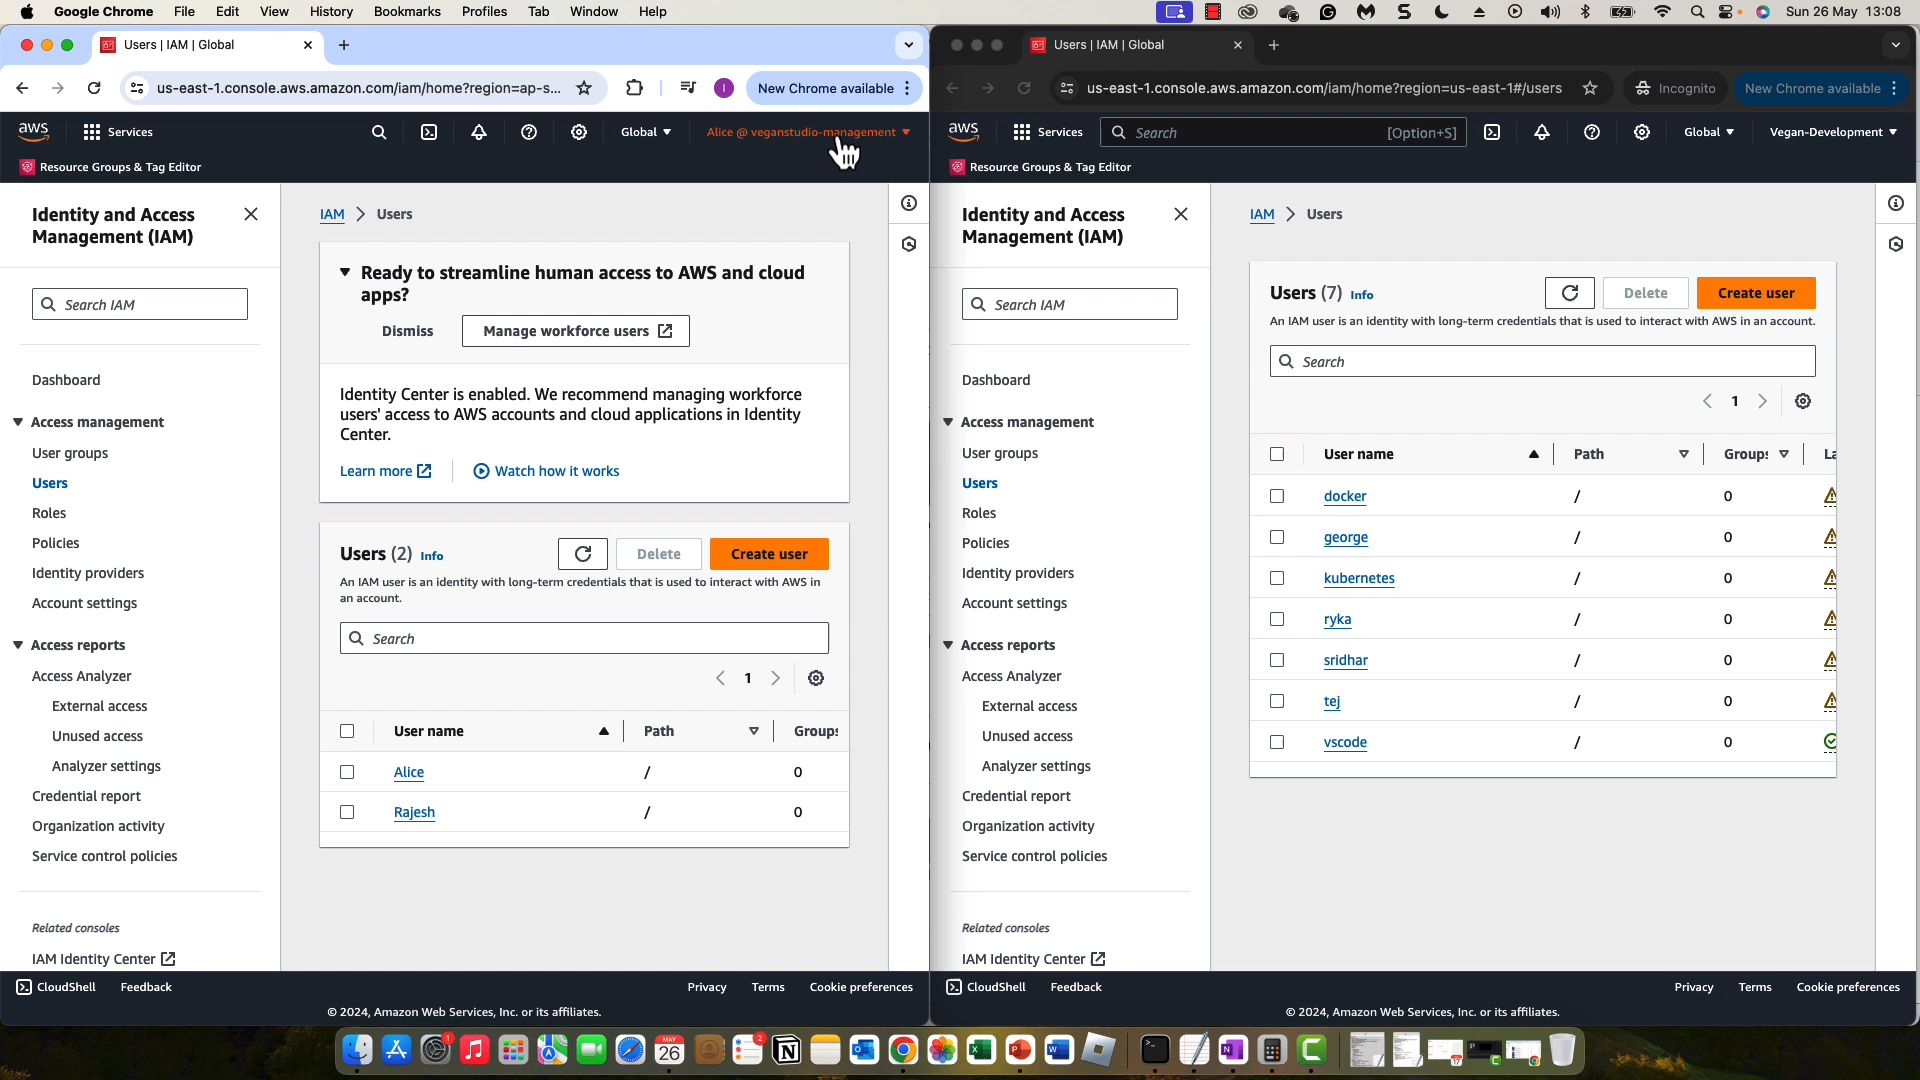 Google Chrome File Edit View History Bookmarks Profiles Tab Window Help
Sun 26 May 13:08
Users | IAM | Global
us-east-1.console.aws.amazon.com/iam/home?region=ap-s...
I
New Chrome available
aws
Services
Global
Alice @ veganstudio-management
Resource Groups & Tag Editor
Identity and Access
Management (IAM)
Search IAM
Dashboard
Access management
User groups
Users
Roles
Policies
Identity providers
Account settings
Access reports
Access Analyzer
External access
Unused access
Analyzer settings
Credential report
Organization activity
Service control policies
Related consoles
IAM Identity Center
IAM > Users
Ready to streamline human access to AWS and cloud
apps?
Dismiss Manage workforce users
Identity Center is enabled. We recommend managing workforce
users' access to AWS accounts and cloud applications in Identity
Center.
Learn more Watch how it works
Users (2) Info Delete Create user
An IAM user is an identity with long-term credentials that is used to interact with AWS in
an account.
Search
1
User name Path Groups
Alice / 0
Rajesh / 0
CloudShell Feedback Privacy Terms Cookie preferences
© 2024, Amazon Web Services, Inc. or its affiliates.
Users | IAM | Global
us-east-1.console.aws.amazon.com/iam/home?region=us-east-1#/users
Incognito
New Chrome available
aws
Services
Search [Option+S]
Global
Vegan-Development
Resource Groups & Tag Editor
Identity and Access
Management (IAM)
Search IAM
Dashboard
Access management
User groups
Users
Roles
Policies
Identity providers
Account settings
Access reports
Access Analyzer
External access
Unused access
Analyzer settings
Credential report
Organization activity
Service control policies
Related consoles
IAM Identity Center
IAM > Users
Users (7) Info Delete Create user
An IAM user is an identity with long-term credentials that is used to interact with AWS in an account.
Search
1
User name Path Groups La
docker / 0
george / 0
kubernetes / 0
ryka / 0
sridhar / 0
tej / 0
vscode / 0
CloudShell Feedback Privacy Terms Cookie preferences
© 2024, Amazon Web Services, Inc. or its affiliates.
1
MAY
26
2